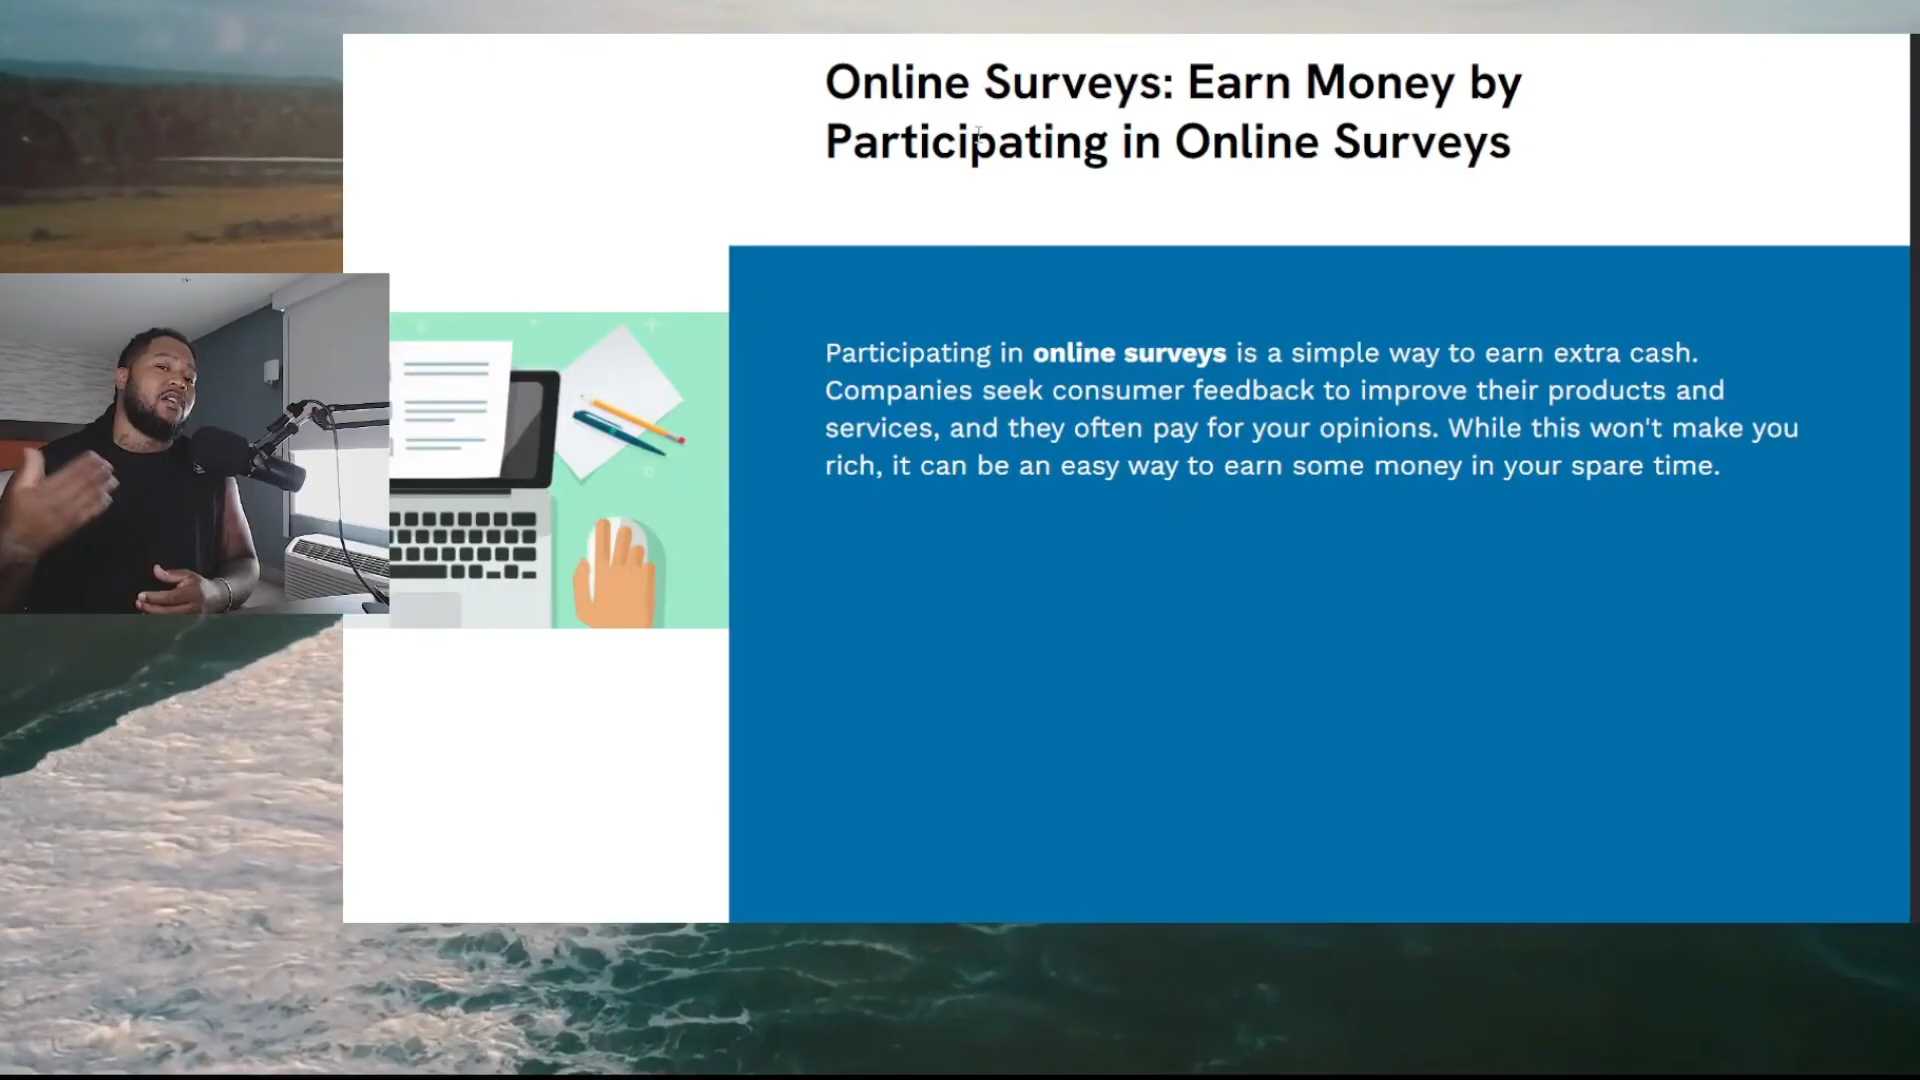 Online Surveys: Earn Money by
Participating in Online Surveys
Participating in online surveys is a simple way to earn extra cash.
Companies seek consumer feedback to improve their products and
services, and they often pay for your opinions. While this won't make you
rich, it can be an easy way to earn some money in your spare time.